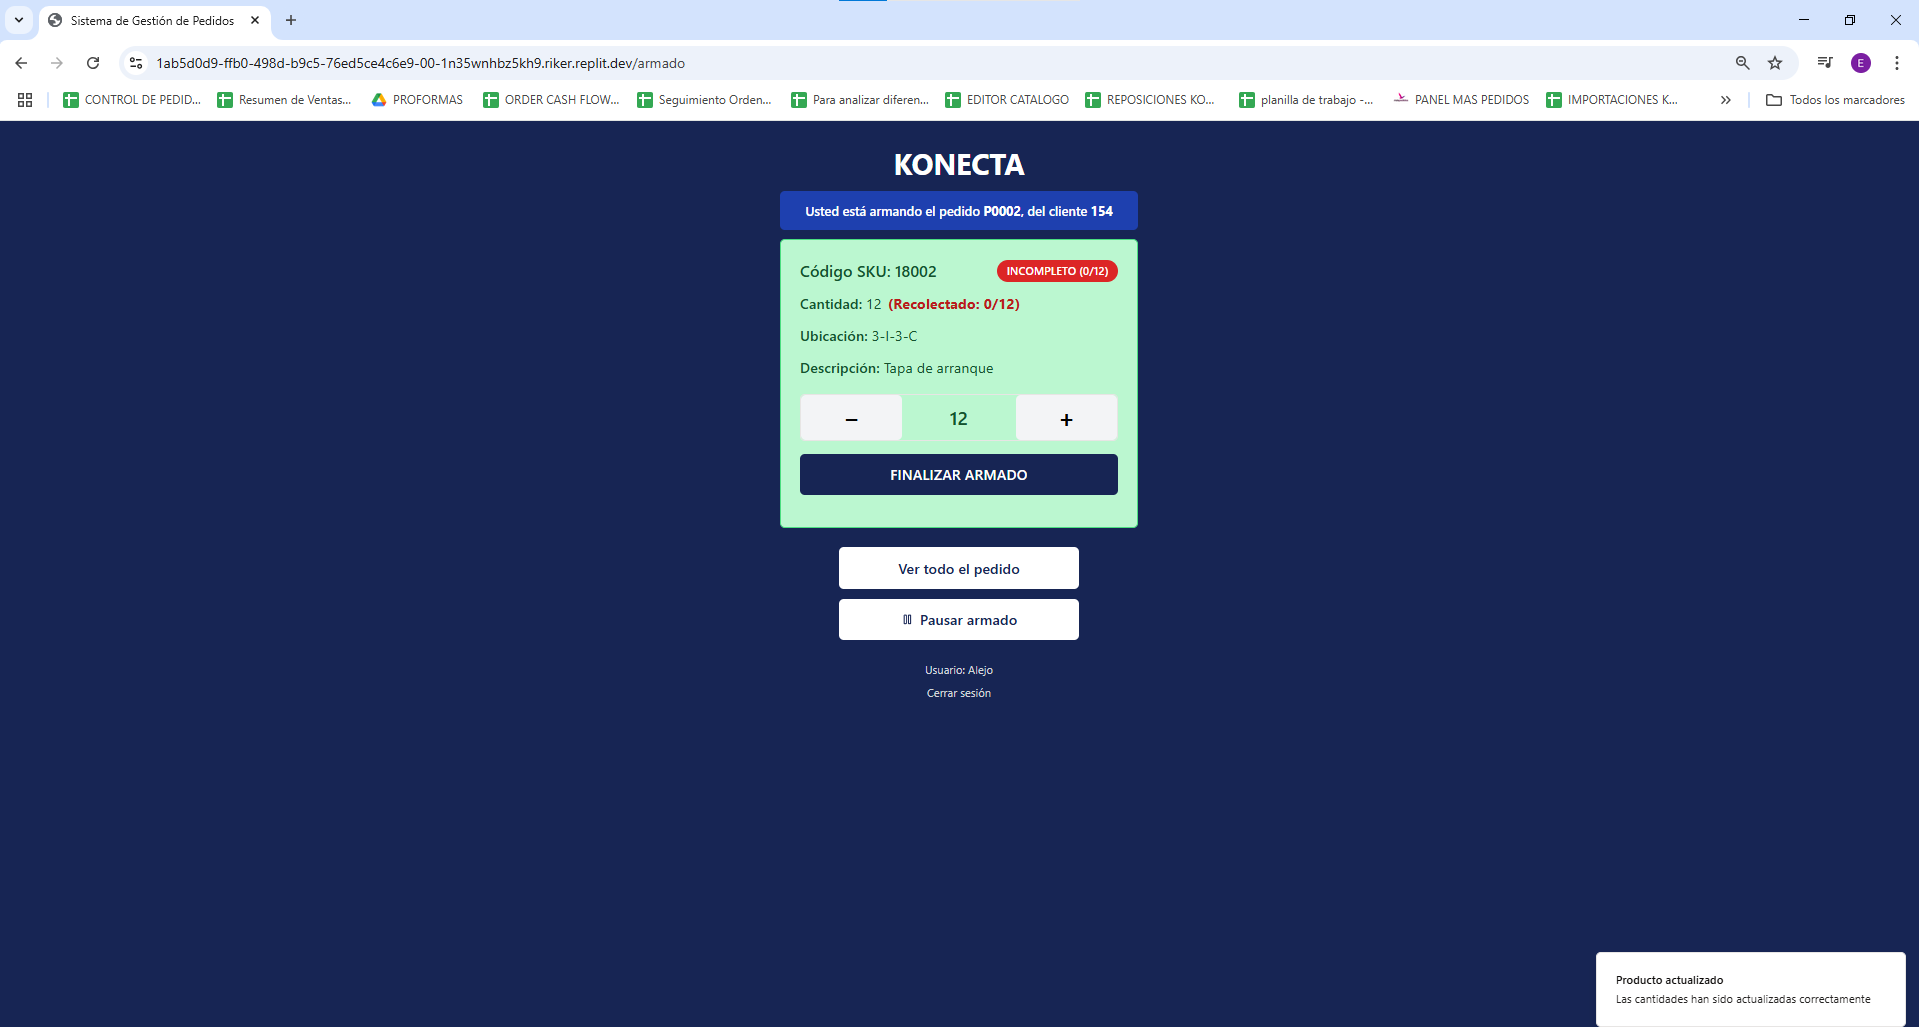 Sistema de Gestión de Pedidos
1ab5d0d9-ffb0-498d-b9c5-76ed5ce4c6e9-00-1n35wnhbz5kh9.riker.replit.dev/armado
E
CONTROL DE PEDID...
Resumen de Ventas...
PROFORMAS
ORDER CASH FLOW...
Seguimiento Orden...
Para analizar diferen...
EDITOR CATALOGO
REPOSICIONES KO...
planilla de trabajo -...
PANEL MAS PEDIDOS
IMPORTACIONES K...
Todos los marcadores
KONECTA
Usted está armando el pedido P0002, del cliente 154
Código SKU: 18002
INCOMPLETO (0/12)
Cantidad: 12 (Recolectado: 0/12)
Ubicación: 3-I-3-C
Descripción: Tapa de arranque
− 12 +
FINALIZAR ARMADO
Ver todo el pedido
Pausar armado
Usuario: Alejo
Cerrar sesión
Producto actualizado
Las cantidades han sido actualizadas correctamente